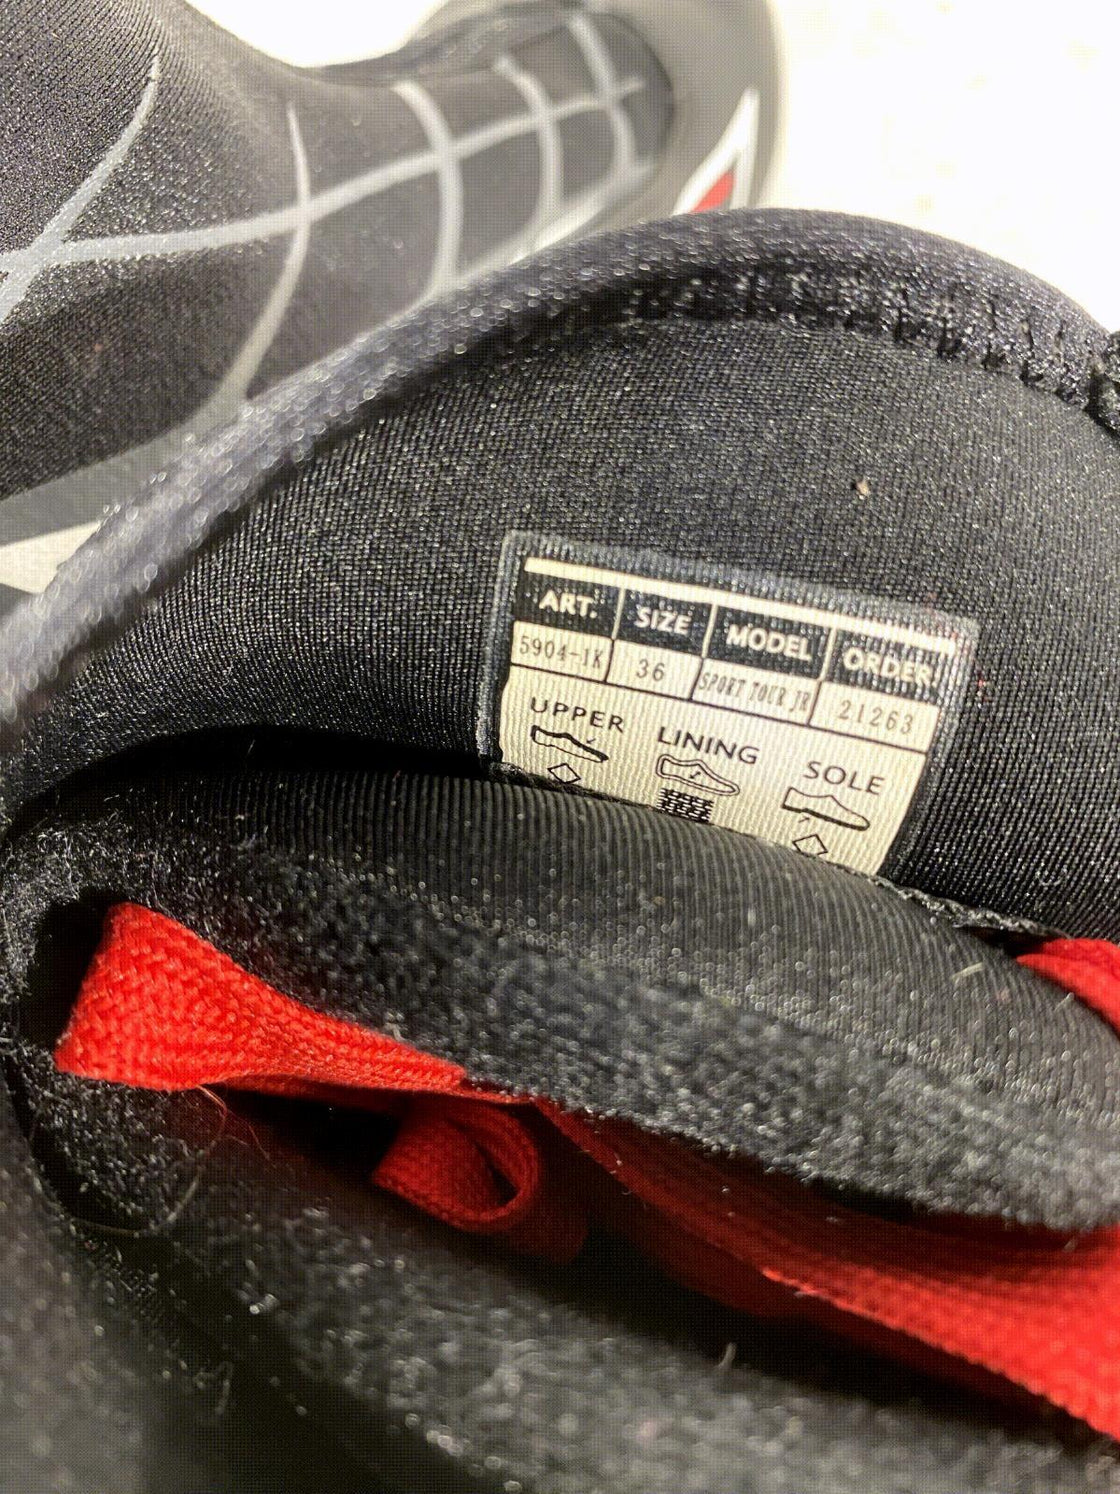 ART. SIZE MODEL ORDER
5904-1K 36 SPORT TOUR JR 21263
UPPER LINING SOLE